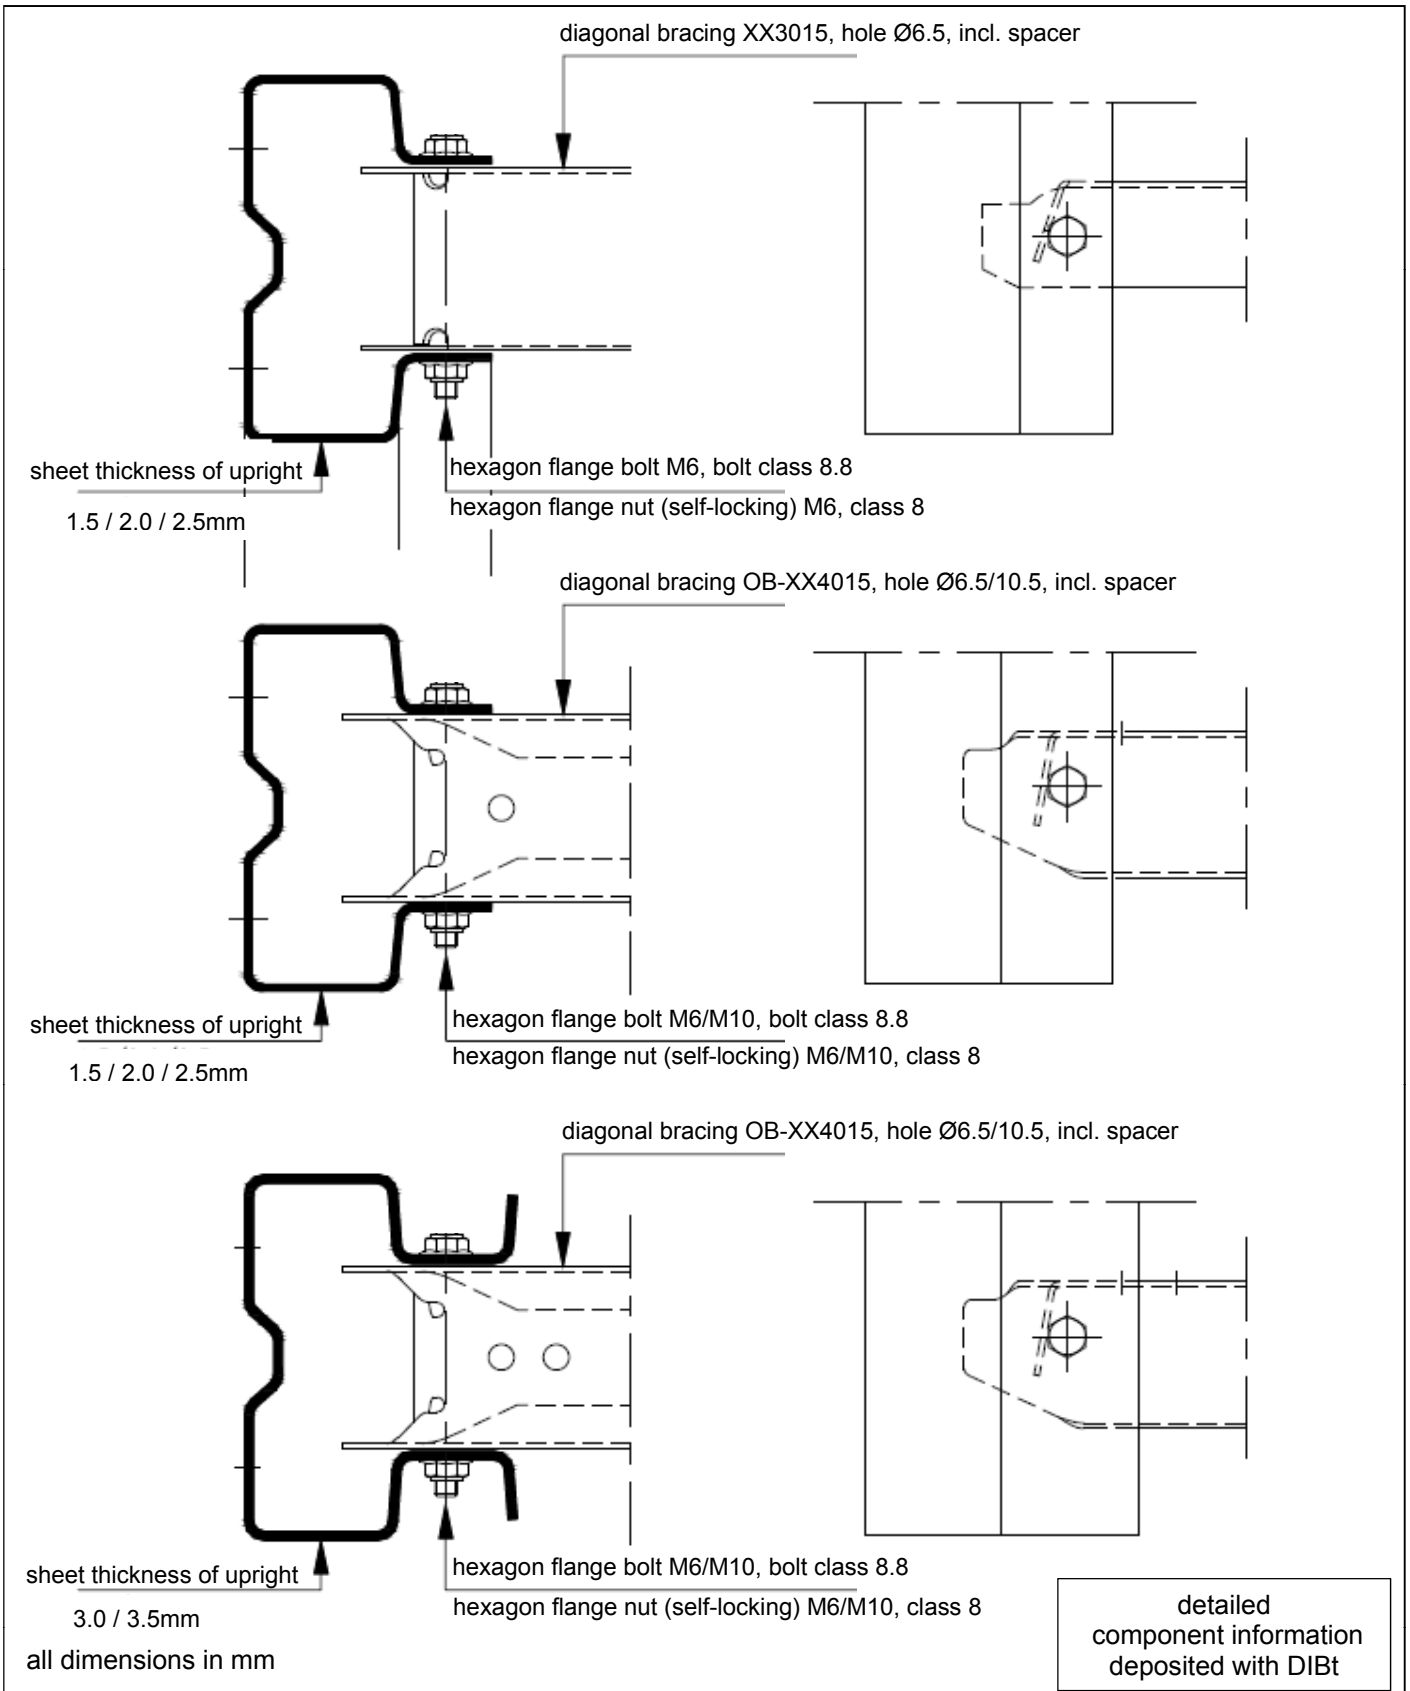 diagonal bracing XX3015, hole Ø6.5, incl. spacer
sheet thickness of upright
1.5 / 2.0 / 2.5mm
hexagon flange bolt M6, bolt class 8.8
hexagon flange nut (self-locking) M6, class 8
diagonal bracing OB-XX4015, hole Ø6.5/10.5, incl. spacer
sheet thickness of upright
1.5 / 2.0 / 2.5mm
hexagon flange bolt M6/M10, bolt class 8.8
hexagon flange nut (self-locking) M6/M10, class 8
diagonal bracing OB-XX4015, hole Ø6.5/10.5, incl. spacer
sheet thickness of upright
3.0 / 3.5mm
hexagon flange bolt M6/M10, bolt class 8.8
hexagon flange nut (self-locking) M6/M10, class 8
all dimensions in mm
detailed
component information
deposited with DIBt